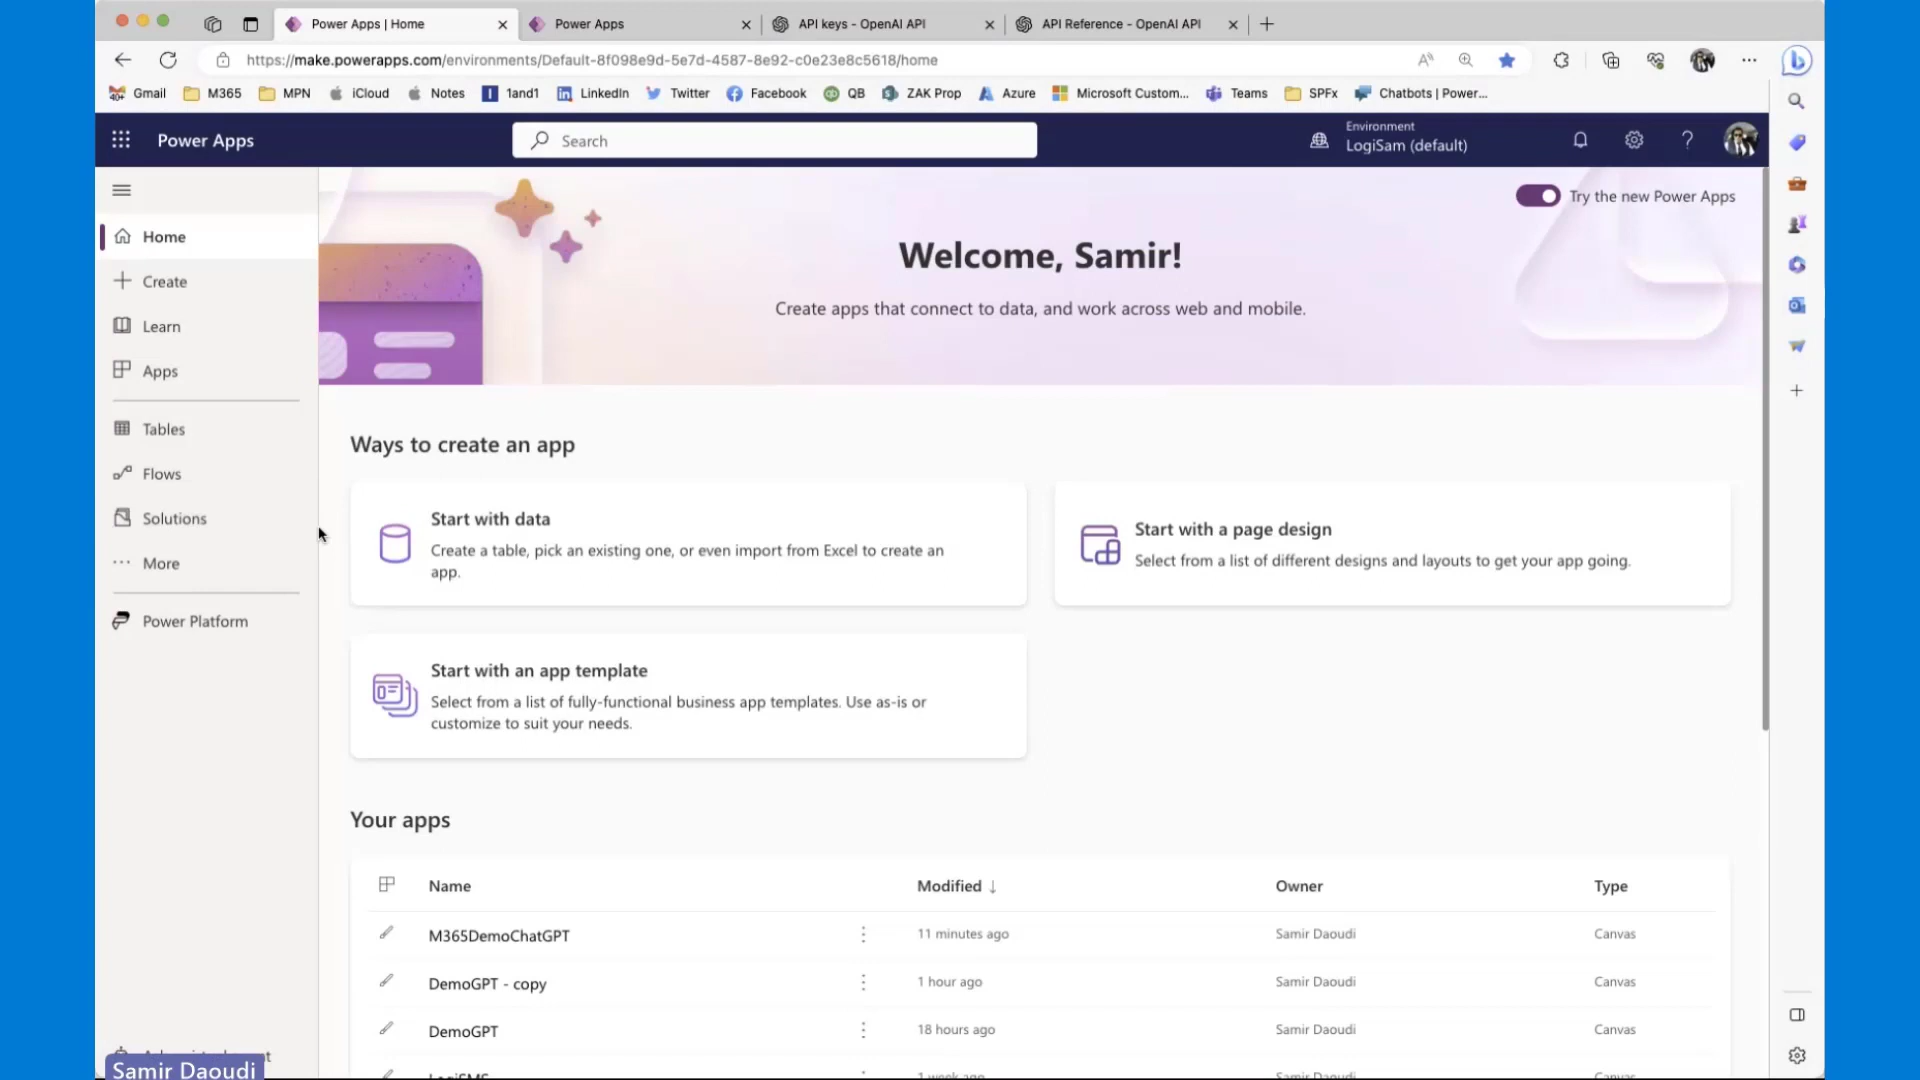 Power Apps | Home
Power Apps
API keys - OpenAI API
API Reference - OpenAI API
https://make.powerapps.com/environments/Default-8f098e9d-5e7d-4587-8e92-c0e23e8c5618/home
Gmail
M365
MPN
iCloud
Notes
1and1
LinkedIn
Twitter
Facebook
QB
ZAK Prop
Azure
Microsoft Custom...
Teams
SPFx
Chatbots | Power...
Power Apps
Search
Environment
LogiSam (default)
Home
Create
Learn
Apps
Tables
Flows
Solutions
More
Power Platform
Try the new Power Apps
Welcome, Samir!
Create apps that connect to data, and work across web and mobile.
Ways to create an app
Start with data
Create a table, pick an existing one, or even import from Excel to create an
app.
Start with a page design
Select from a list of different designs and layouts to get your app going.
Start with an app template
Select from a list of fully-functional business app templates. Use as-is or
customize to suit your needs.
Your apps
Name Modified ↓ Owner Type
M365DemoChatGPT 11 minutes ago Samir Daoudi Canvas
DemoGPT - copy 1 hour ago Samir Daoudi Canvas
DemoGPT 18 hours ago Samir Daoudi Canvas
1 week ago Samir Daoudi Canvas
Samir Daoudi